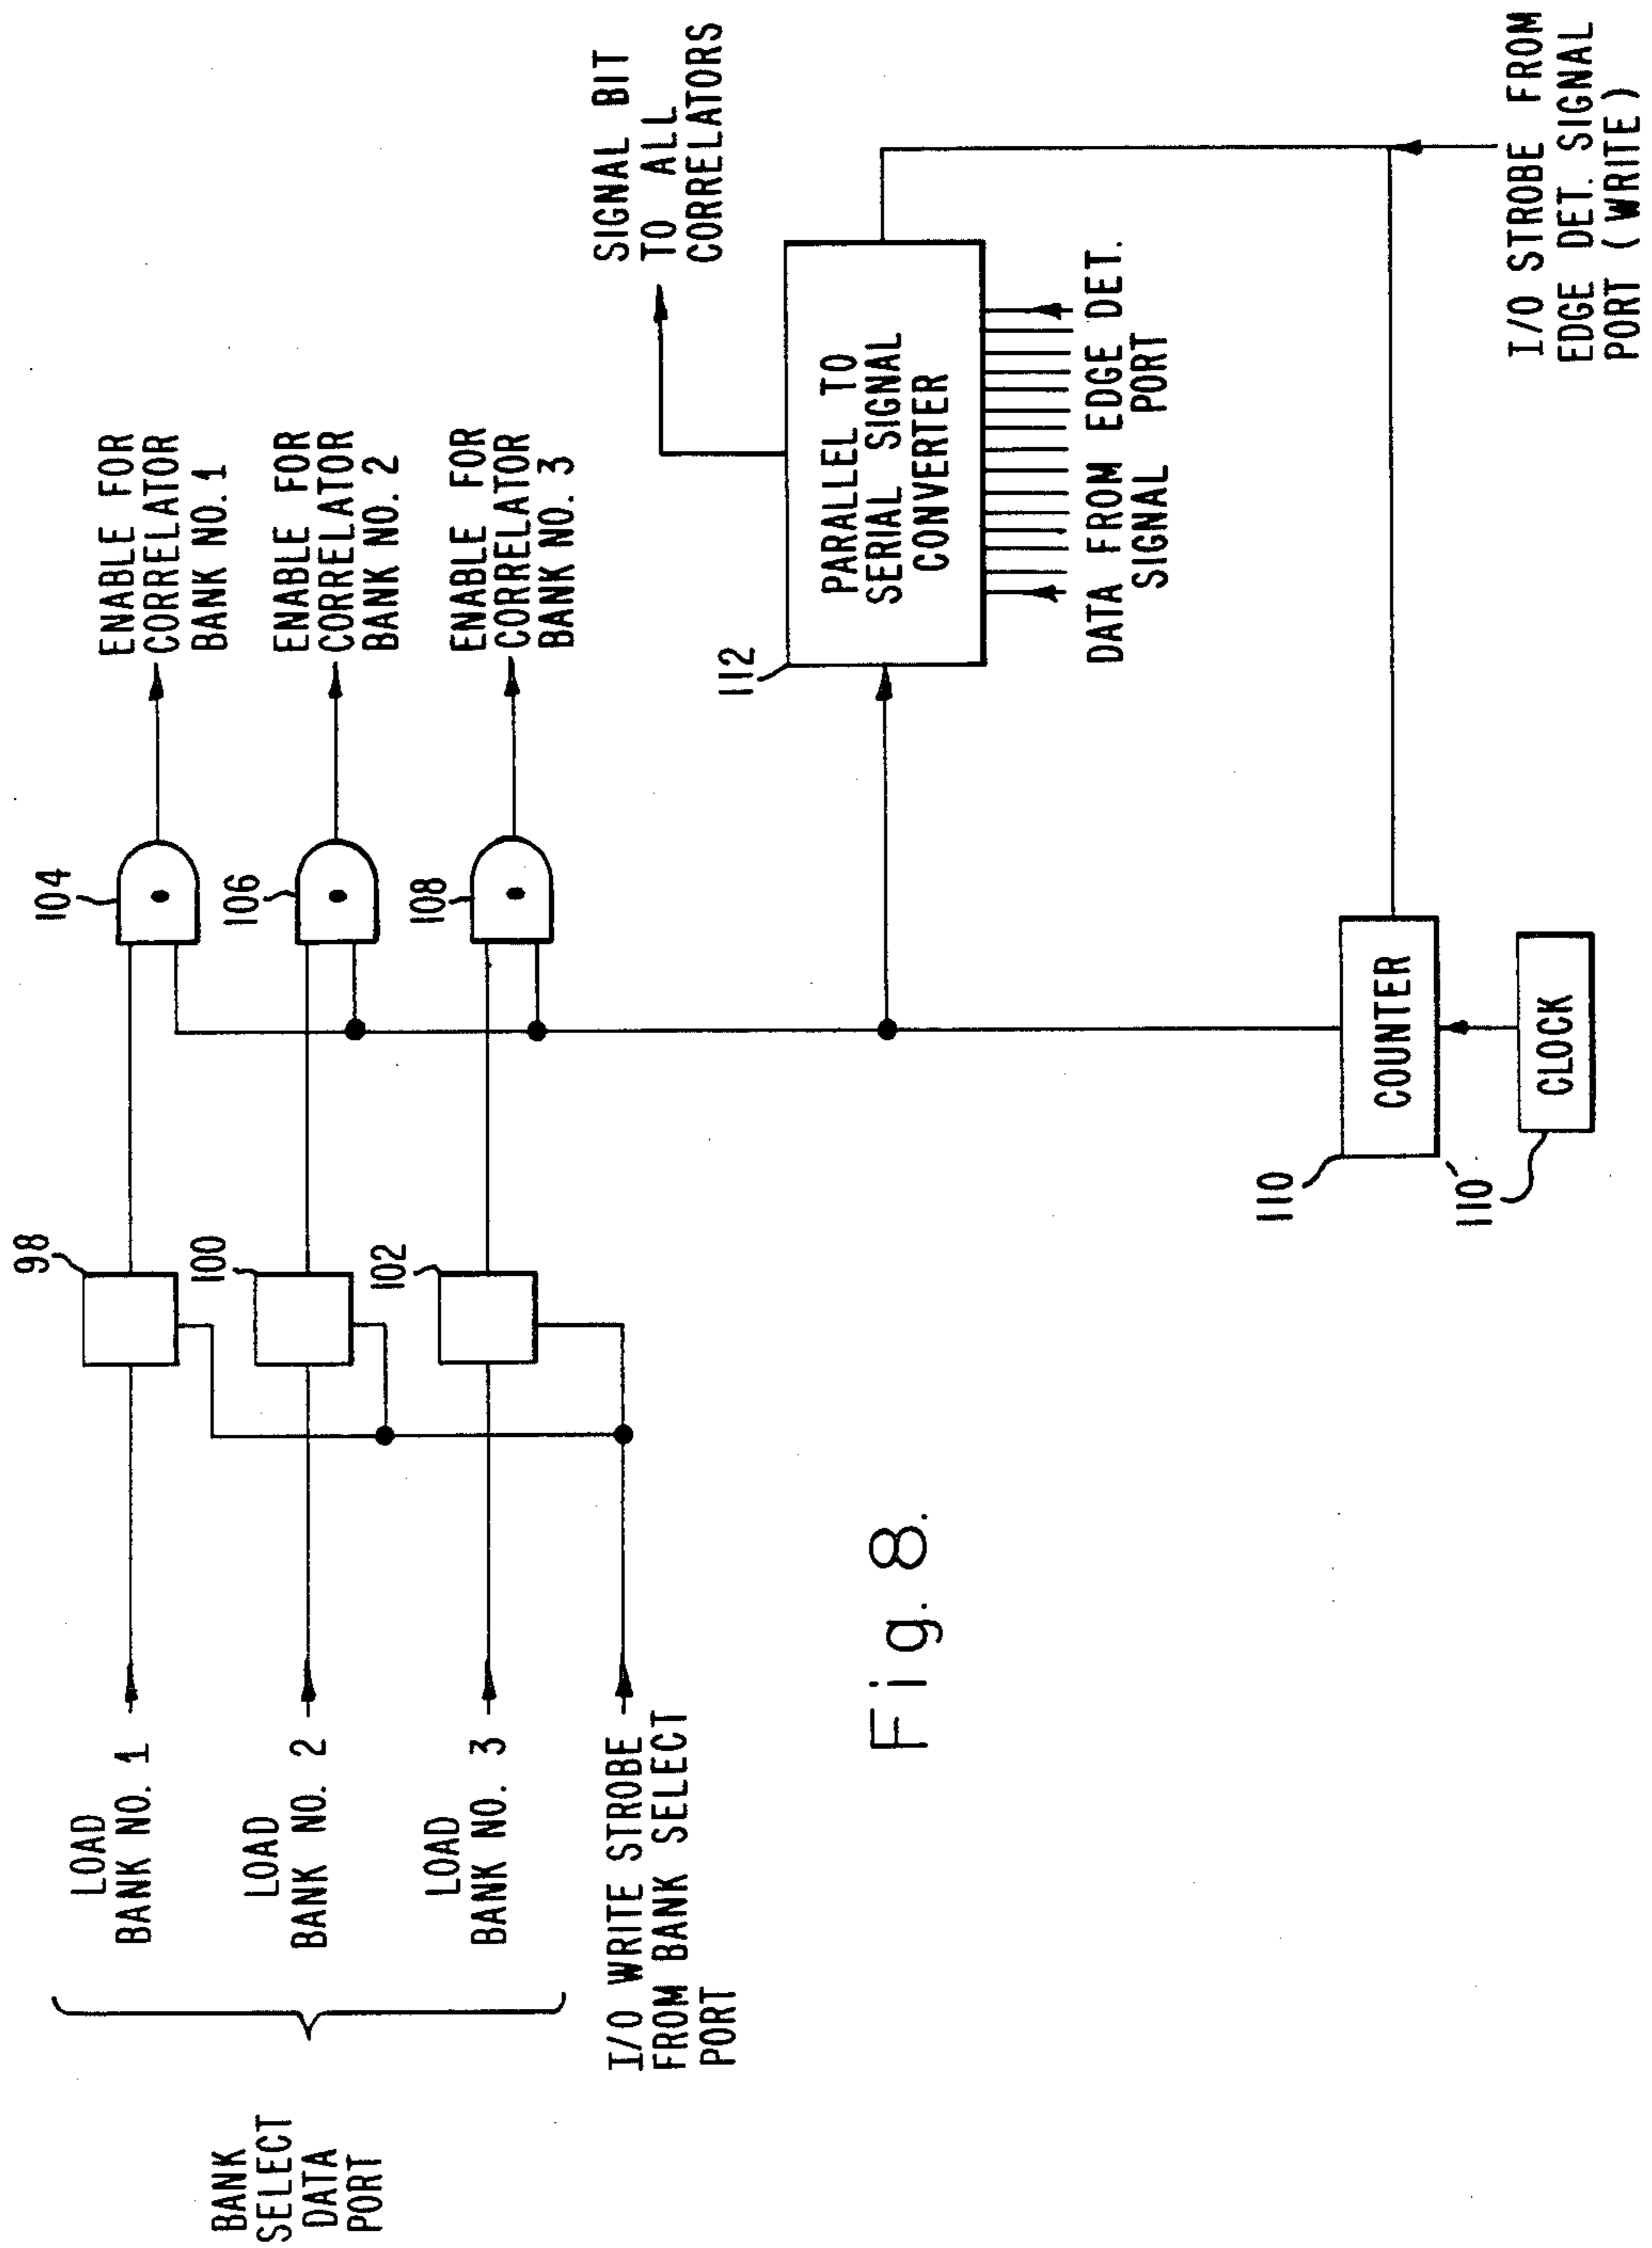 BANK
SELECT
DATA
PORT
LOAD
BANK NO. 1
LOAD
BANK NO. 2
LOAD
BANK NO. 3
I/O WRITE STROBE
FROM BANK SELECT
PORT
98
100
102
104
106
108
ENABLE FOR
CORRELATOR
BANK NO. 1
ENABLE FOR
CORRELATOR
BANK NO. 2
ENABLE FOR
CORRELATOR
BANK NO. 3
SIGNAL BIT
TO ALL
CORRELATORS
112
PARALLEL TO
SERIAL SIGNAL
CONVERTER
DATA FROM EDGE DET.
SIGNAL PORT
110
COUNTER
110
CLOCK
I/O STROBE FROM
EDGE DET. SIGNAL
PORT (WRITE)
Fig. 8.